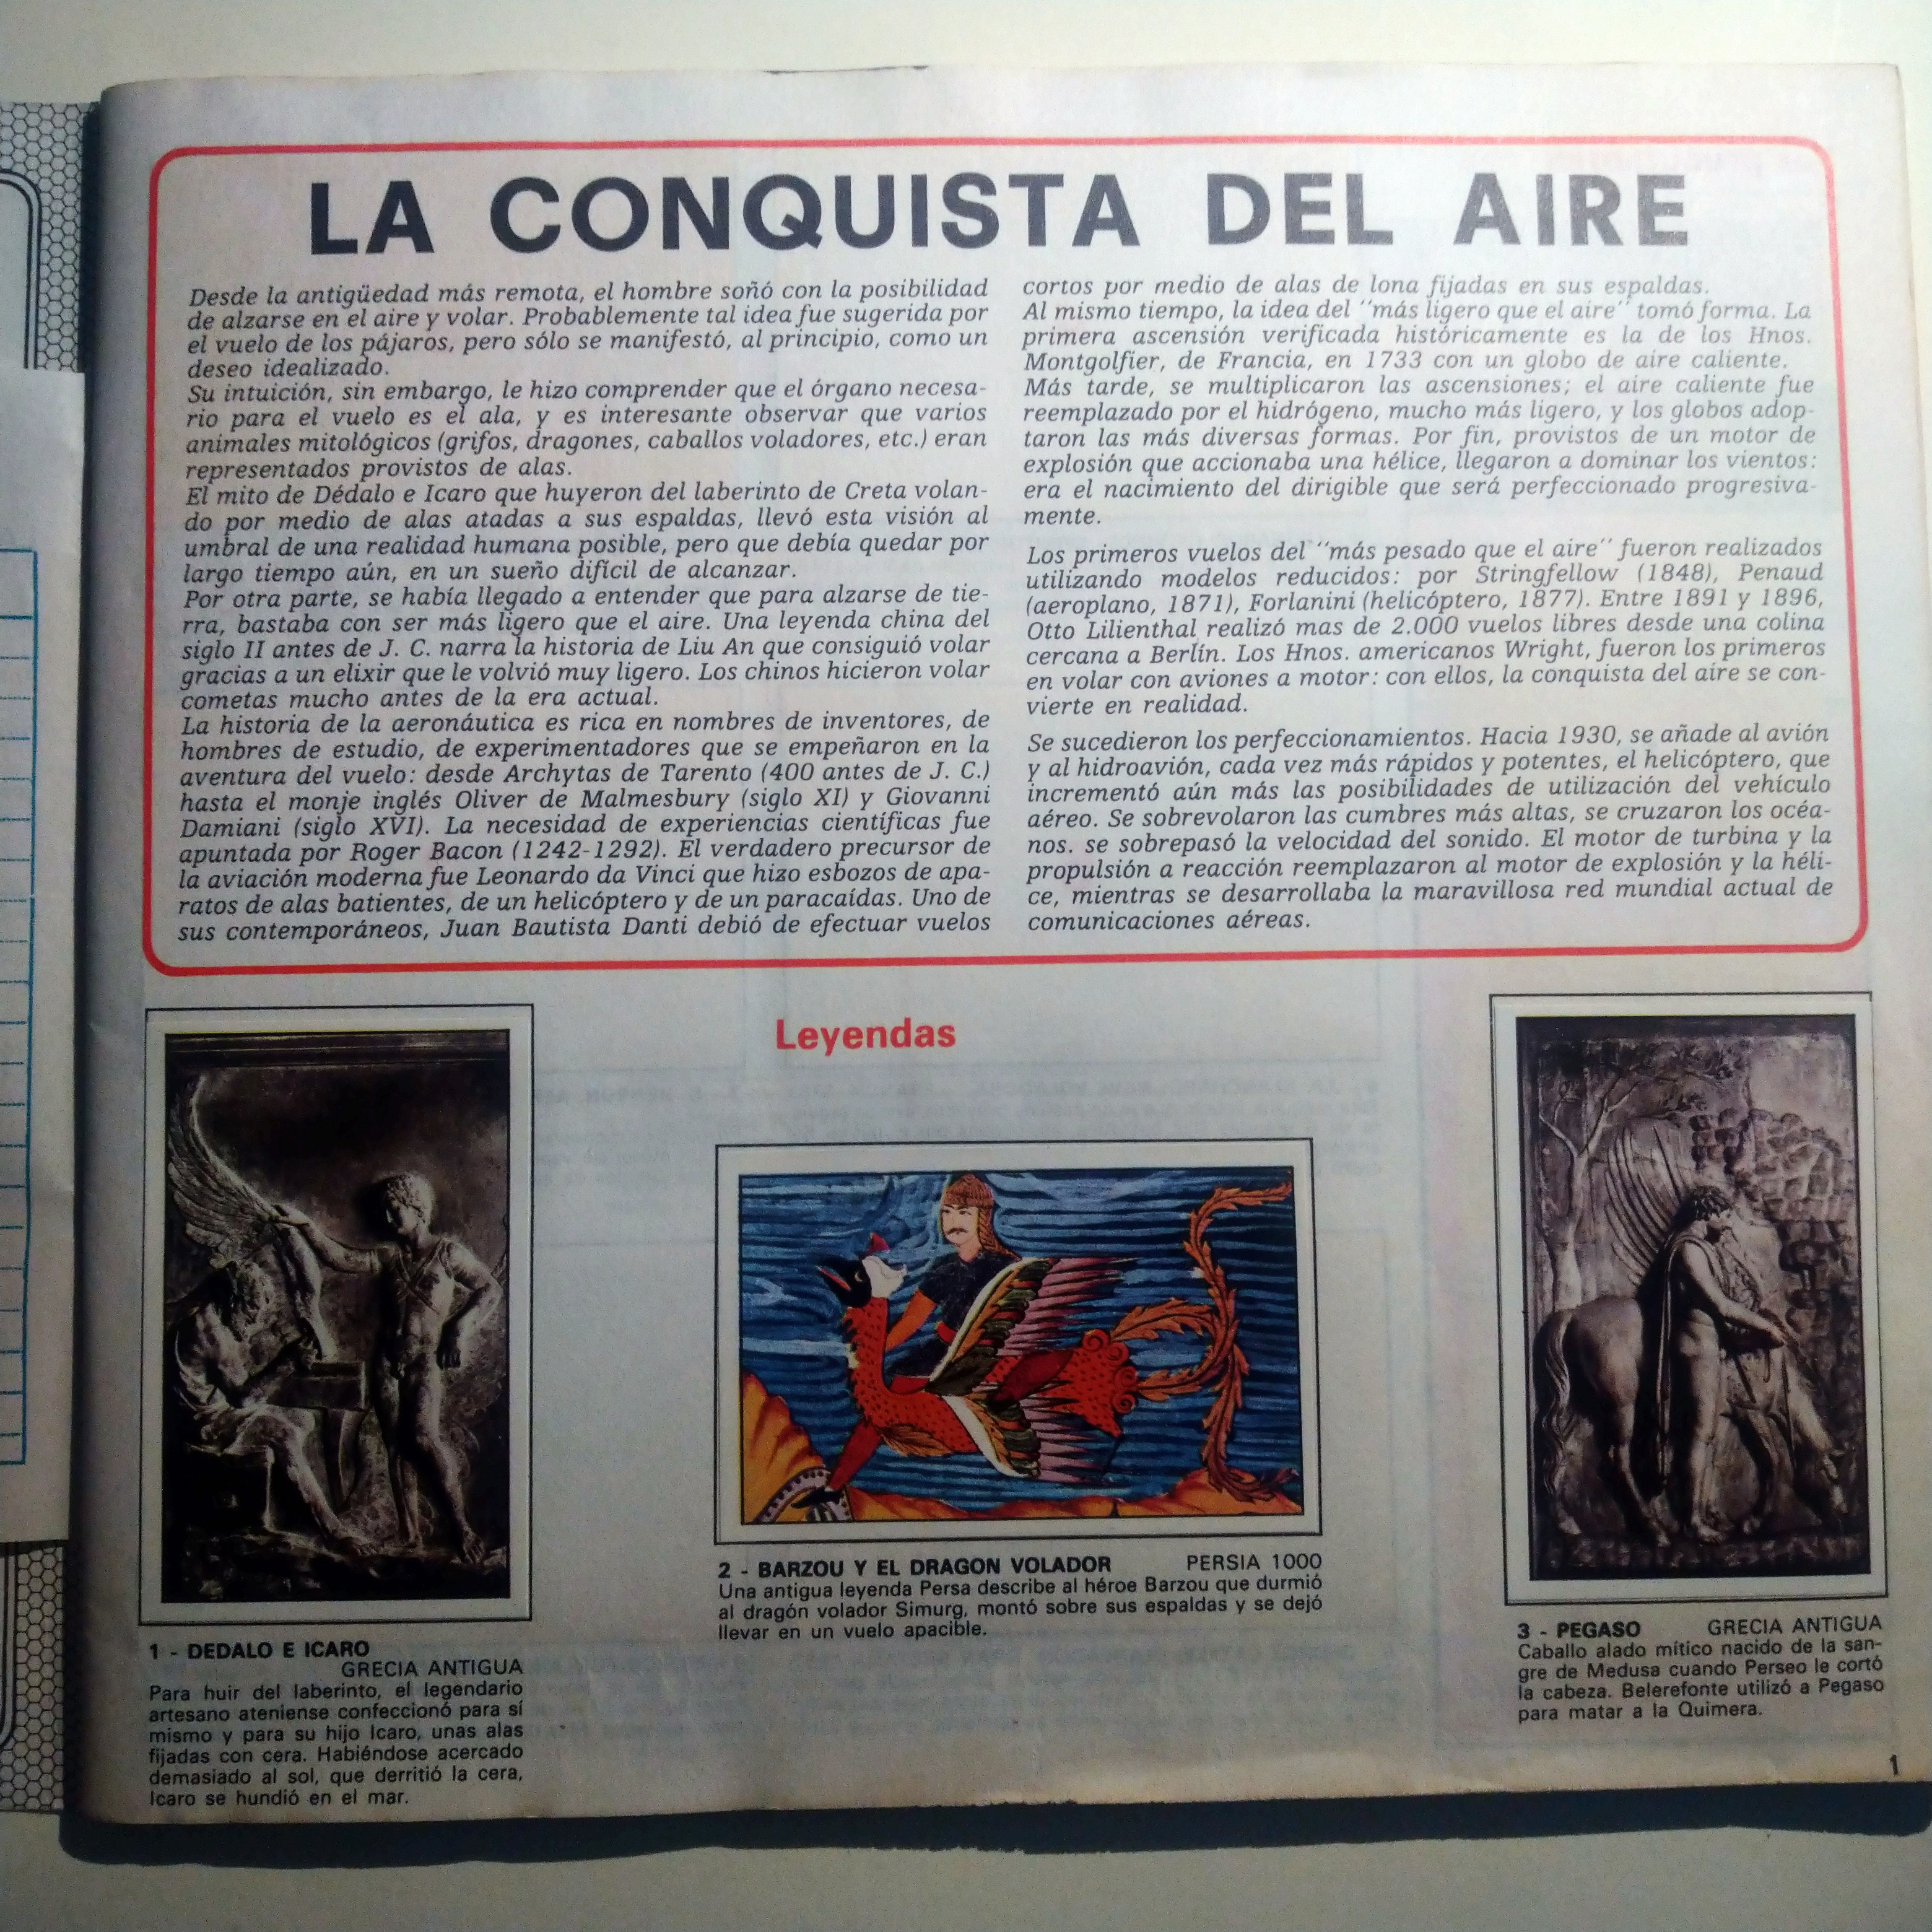 LA CONQUISTA DEL AIRE
Desde la antigüedad más remota, el hombre soñó con la posibilidad
de alzarse en el aire y volar. Probablemente tal idea fue sugerida por
el vuelo de los pájaros, pero sólo se manifestó, al principio, como un
deseo idealizado.
Su intuición, sin embargo, le hizo comprender que el órgano necesa-
rio para el vuelo es el ala, y es interesante observar que varios
animales mitológicos (grifos, dragones, caballos voladores, etc.) eran
representados provistos de alas.
El mito de Dédalo e Icaro que huyeron del laberinto de Creta volan-
do por medio de alas atadas a sus espaldas, llevó esta visión al
umbral de una realidad humana posible, pero que debía quedar por
largo tiempo aún, en un sueño difícil de alcanzar.
Por otra parte, se había llegado a entender que para alzarse de tie-
rra, bastaba con ser más ligero que el aire. Una leyenda china del
siglo II antes de J. C. narra la historia de Liu An que consiguió volar
gracias a un elixir que le volvió muy ligero. Los chinos hicieron volar
cometas mucho antes de la era actual.
La historia de la aeronáutica es rica en nombres de inventores, de
hombres de estudio, de experimentadores que se empeñaron en la
aventura del vuelo: desde Archytas de Tarento (400 antes de J. C.)
hasta el monje inglés Oliver de Malmesbury (siglo XI) y Giovanni
Damiani (siglo XVI). La necesidad de experiencias científicas fue
apuntada por Roger Bacon (1242-1292). El verdadero precursor de
la aviación moderna fue Leonardo da Vinci que hizo esbozos de apa-
ratos de alas batientes, de un helicóptero y de un paracaídas. Uno de
sus contemporáneos, Juan Bautista Danti debió de efectuar vuelos
cortos por medio de alas de lona fijadas en sus espaldas.
Al mismo tiempo, la idea del "más ligero que el aire" tomó forma. La
primera ascensión verificada históricamente es la de los Hnos.
Montgolfier, de Francia, en 1733 con un globo de aire caliente.
Más tarde, se multiplicaron las ascensiones; el aire caliente fue
reemplazado por el hidrógeno, mucho más ligero, y los globos adop-
taron las más diversas formas. Por fin, provistos de un motor de
explosión que accionaba una hélice, llegaron a dominar los vientos:
era el nacimiento del dirigible que será perfeccionado progresiva-
mente.
Los primeros vuelos del "más pesado que el aire" fueron realizados
utilizando modelos reducidos: por Stringfellow (1848), Penaud
(aeroplano, 1871), Forlanini (helicóptero, 1877). Entre 1891 y 1896,
Otto Lilienthal realizó mas de 2.000 vuelos libres desde una colina
cercana a Berlín. Los Hnos. americanos Wright, fueron los primeros
en volar con aviones a motor: con ellos, la conquista del aire se con-
vierte en realidad.
Se sucedieron los perfeccionamientos. Hacia 1930, se añade al avión
y al hidroavión, cada vez más rápidos y potentes, el helicóptero, que
incrementó aún más las posibilidades de utilización del vehículo
aéreo. Se sobrevolaron las cumbres más altas, se cruzaron los océa-
nos. se sobrepasó la velocidad del sonido. El motor de turbina y la
propulsión a reacción reemplazaron al motor de explosión y la héli-
ce, mientras se desarrollaba la maravillosa red mundial actual de
comunicaciones aéreas.
Leyendas
1 - DEDALO E ICARO
GRECIA ANTIGUA
Para huir del laberinto, el legendario
artesano ateniense confeccionó para sí
mismo y para su hijo Icaro, unas alas
fijadas con cera. Habiéndose acercado
demasiado al sol, que derritió la cera,
Icaro se hundió en el mar.
2 - BARZOU Y EL DRAGON VOLADOR PERSIA 1000
Una antigua leyenda Persa describe al héroe Barzou que durmió
al dragón volador Simurg, montó sobre sus espaldas y se dejó
llevar en un vuelo apacible.
3 - PEGASO GRECIA ANTIGUA
Caballo alado mítico nacido de la san-
gre de Medusa cuando Perseo le cortó
la cabeza. Belerefonte utilizó a Pegaso
para matar a la Quimera.
1